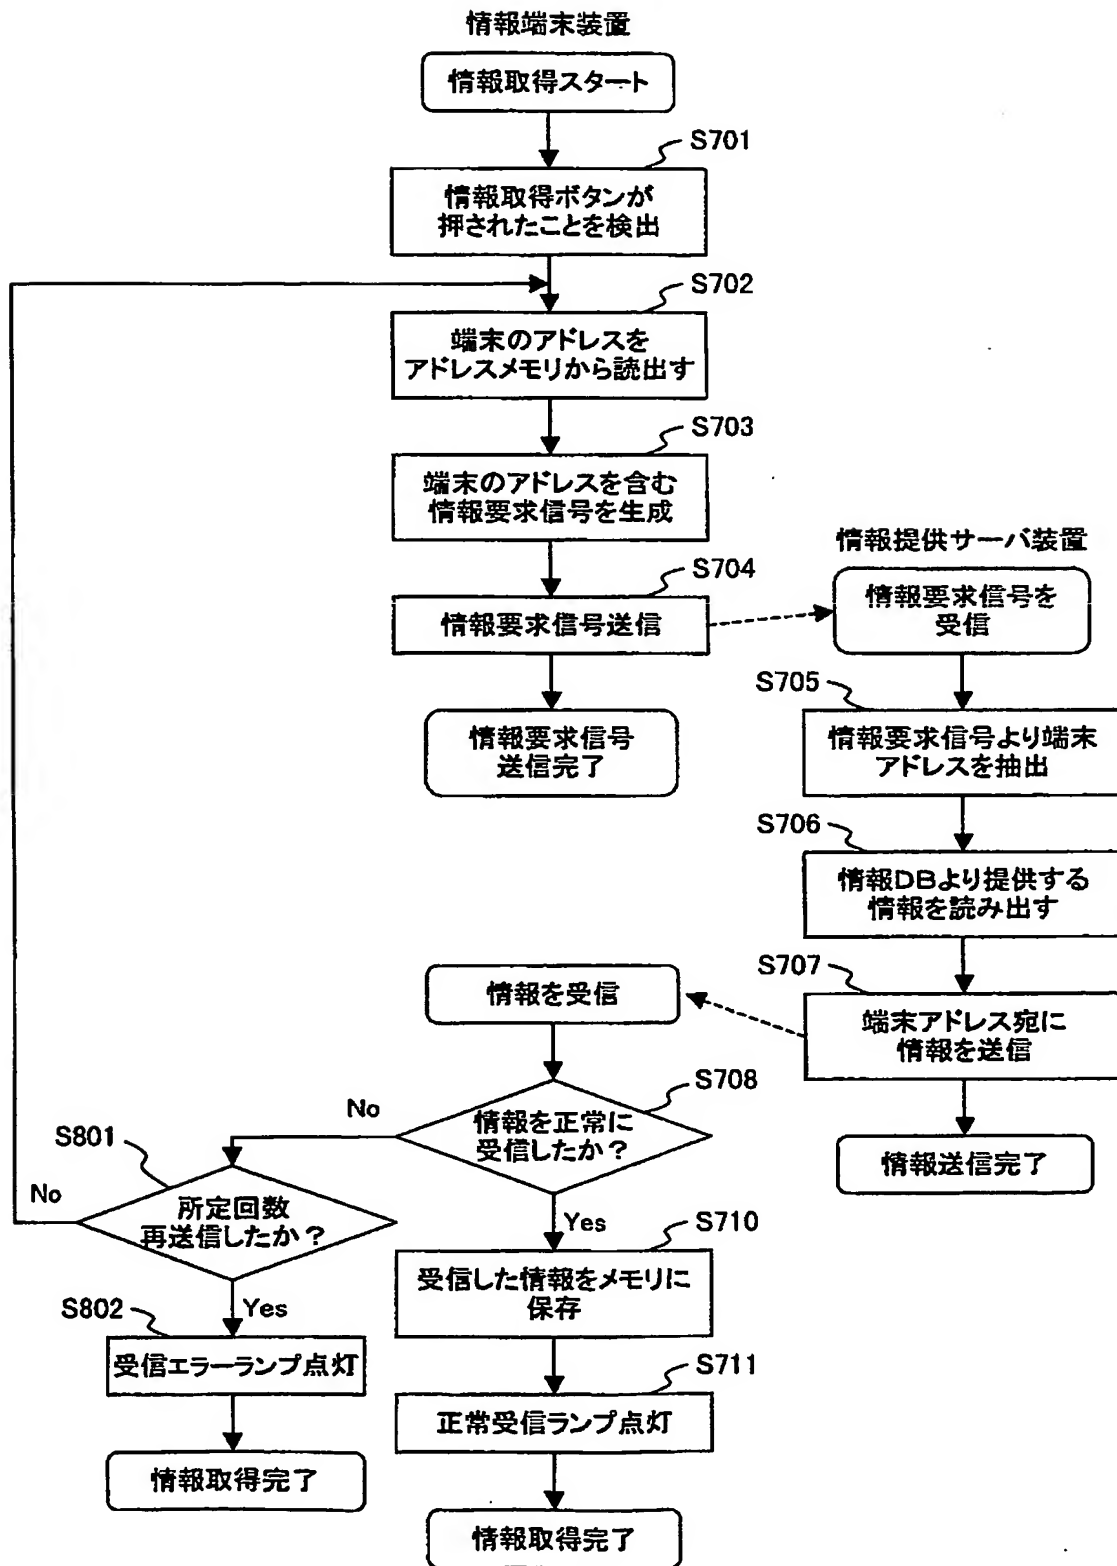 情報端末装置
情報取得スタート
S701
情報取得ボタンが
押されたことを検出
S702
端末のアドレスを
アドレスメモリから読出す
S703
端末のアドレスを含む
情報要求信号を生成
S704
情報要求信号送信
情報要求信号
送信完了
情報提供サーバ装置
情報要求信号を
受信
S705
情報要求信号より端末
アドレスを抽出
S706
情報DBより提供する
情報を読み出す
S707
端末アドレス宛に
情報を送信
情報送信完了
情報を受信
S708
情報を正常に
受信したか?
No
S801
所定回数
再送信したか?
No
Yes
S802
受信エラーランプ点灯
情報取得完了
Yes
S710
受信した情報をメモリに
保存
S711
正常受信ランプ点灯
情報取得完了